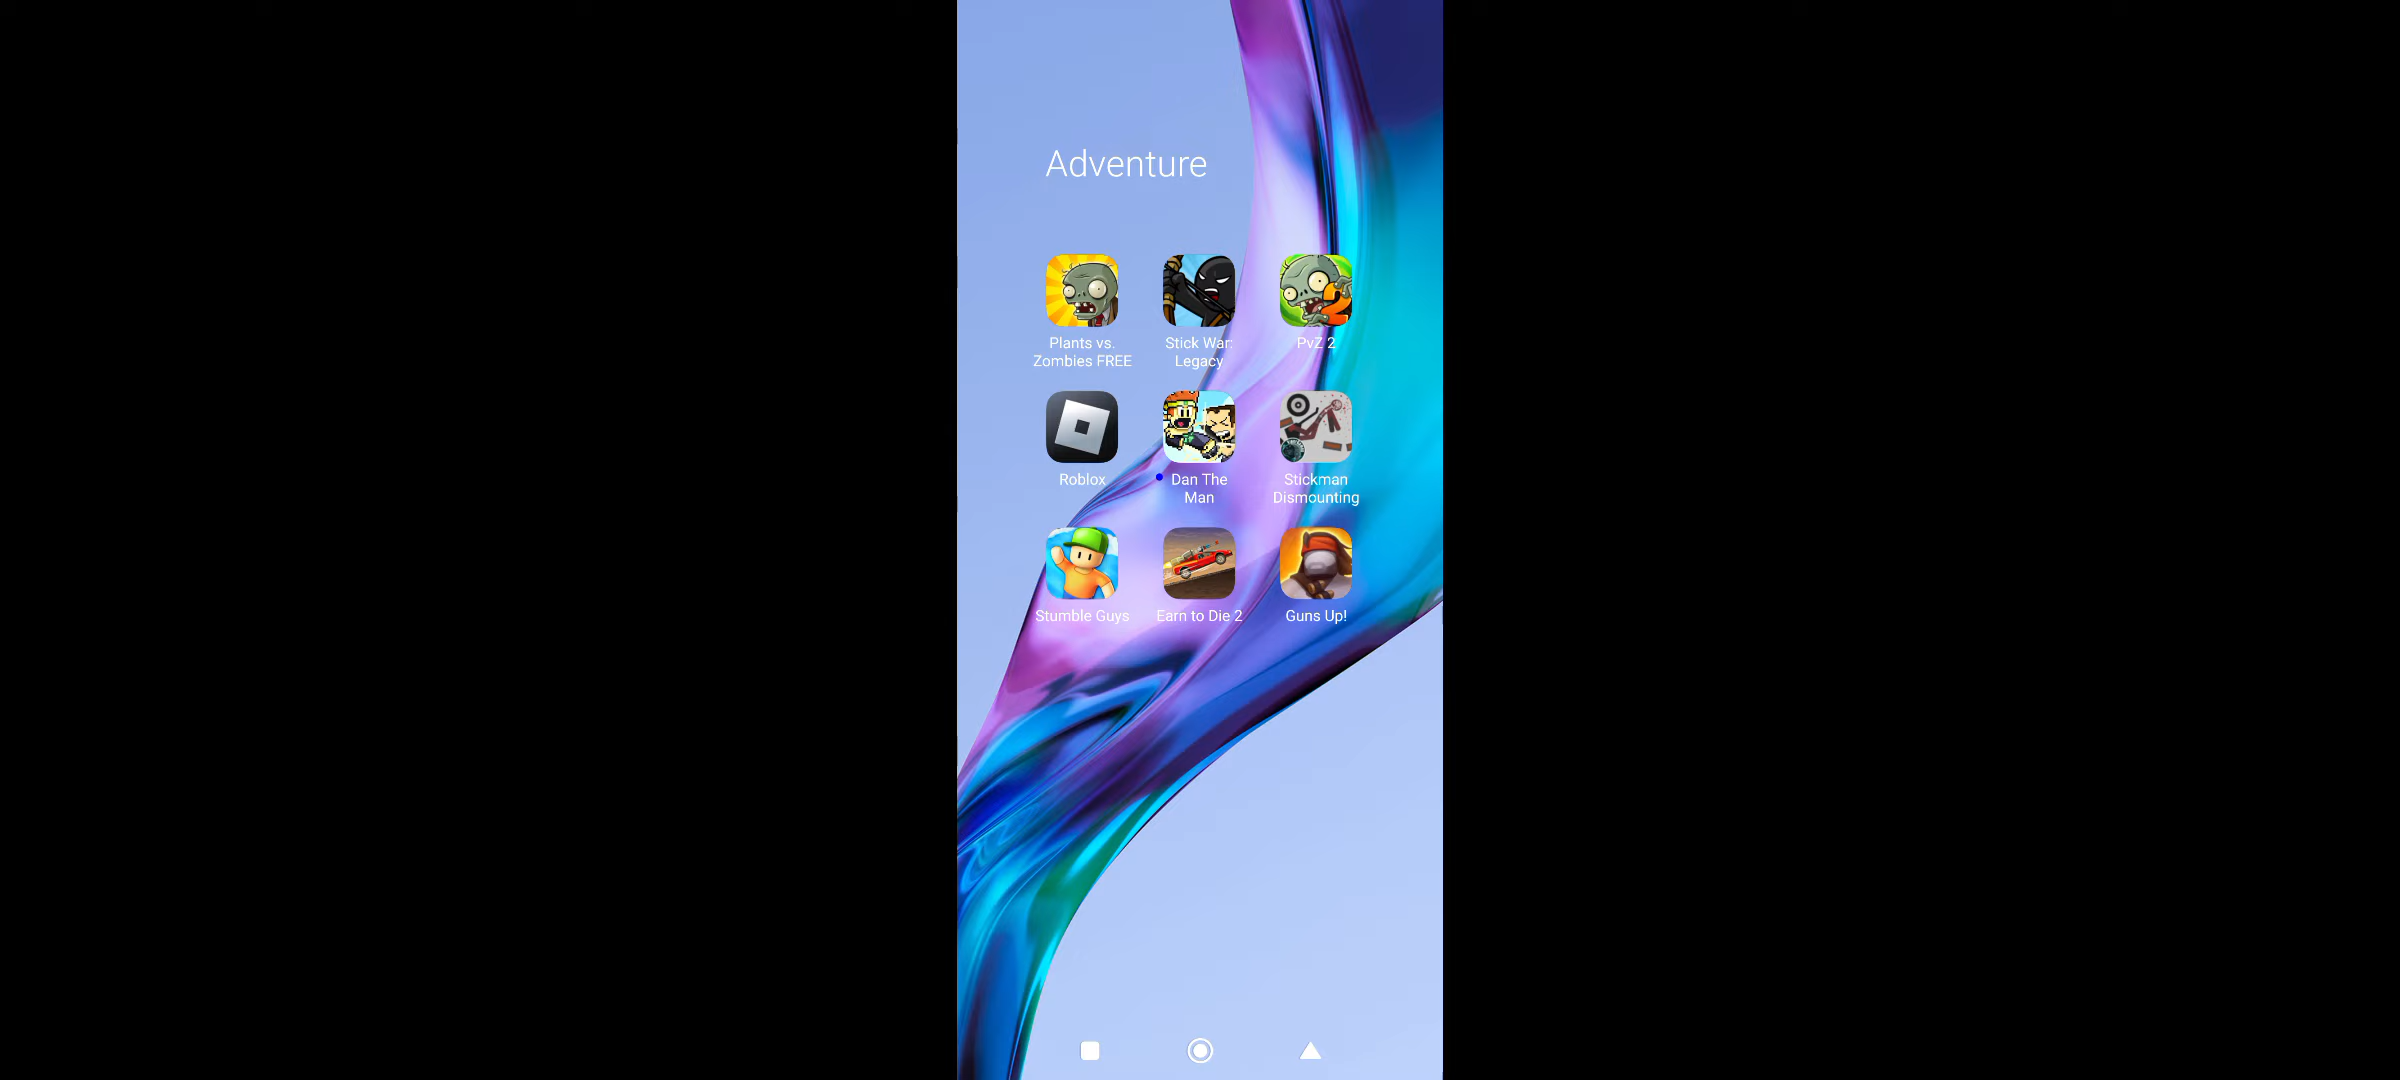 Adventure
Plants vs.
Zombies FREE
Stick War:
Legacy
PvZ 2
Roblox
Dan The
Man
Stickman
Dismounting
Stumble Guys
Earn to Die 2
Guns Up!